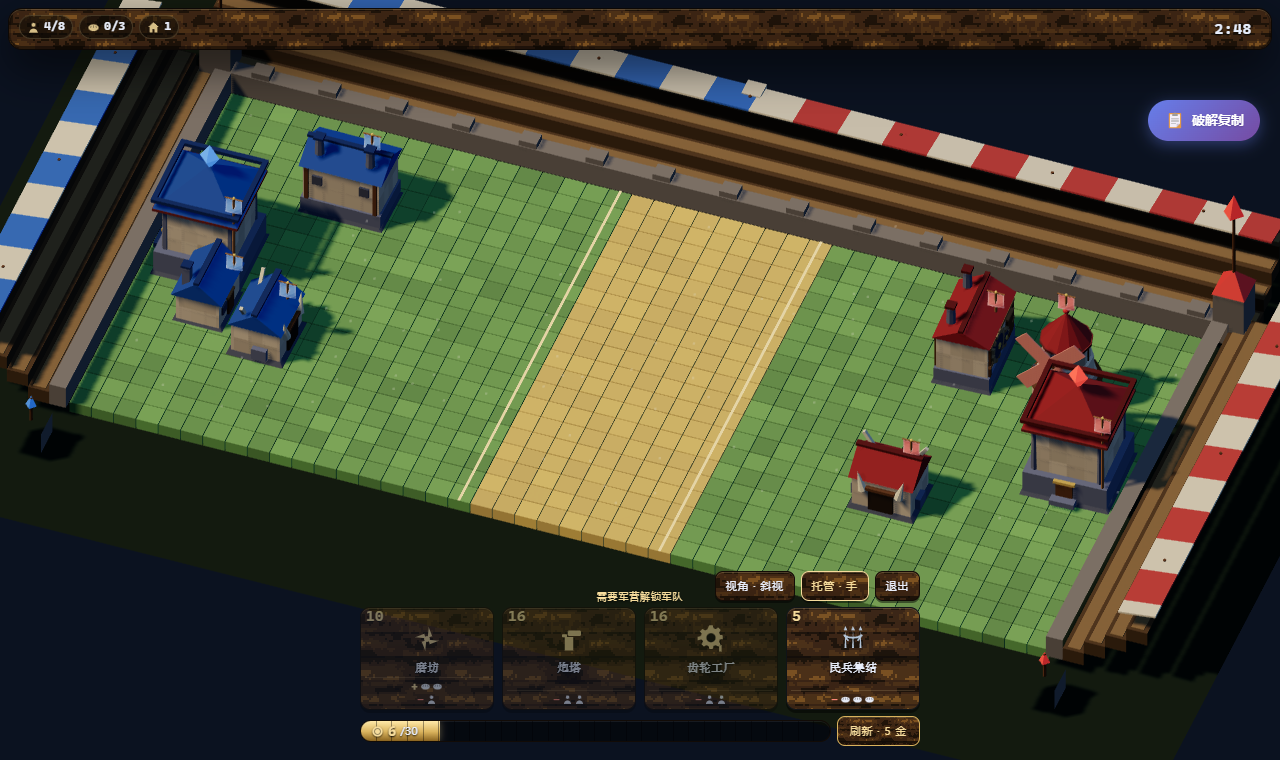 4/8
0/3
1
2:48
破解复制
视角 · 斜视
托管 · 手
退出
需要军营解锁军队
10
磨坊
16
炮塔
16
齿轮工厂
5
民兵集结
6 /30
刷新 · 5 金